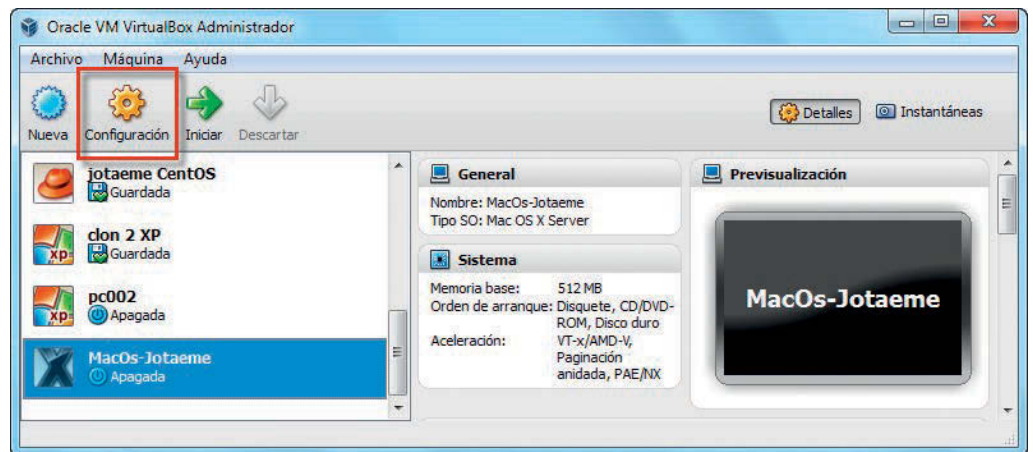 Oracle VM VirtualBox Administrador
Archivo Máquina Ayuda
Nueva Configuración Iniciar Descartar
Detalles Instantáneas
jotaeme CentOS
Guardada
clon 2 XP
Guardada
pc002
Apagada
MacOs-Jotaeme
Apagada
General
Nombre: MacOs-Jotaeme
Tipo SO: Mac OS X Server
Sistema
Memoria base: 512 MB
Orden de arranque: Disquete, CD/DVD-
ROM, Disco duro
Aceleración: VT-x/AMD-V,
Paginación
anidada, PAE/NX
Previsualización
MacOs-Jotaeme
xp
xp